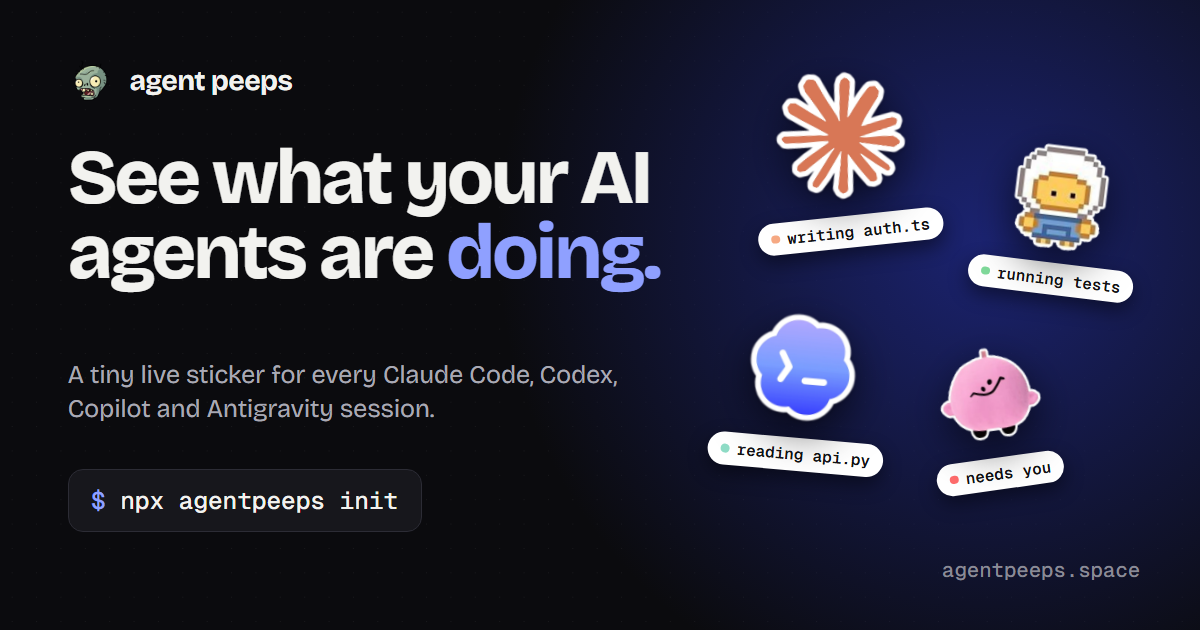 agent peeps
See what your AI
agents are doing.
A tiny live sticker for every Claude Code, Codex,
Copilot and Antigravity session.
$ npx agentpeeps init
writing auth.ts
running tests
>_
reading api.py
needs you
agentpeeps.space